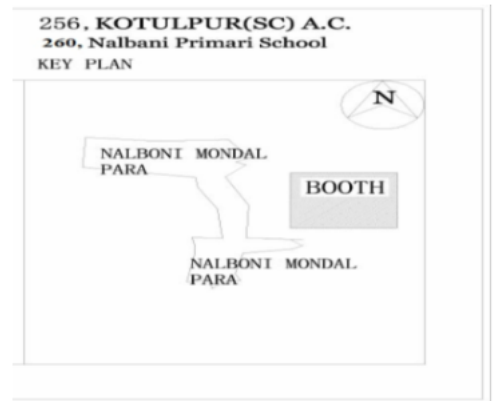 256, KOTULPUR(SC) A.C.
260, Nalbani Primari School
KEY PLAN
N
NALBONI MONDAL
PARA
BOOTH
NALBONI MONDAL
PARA